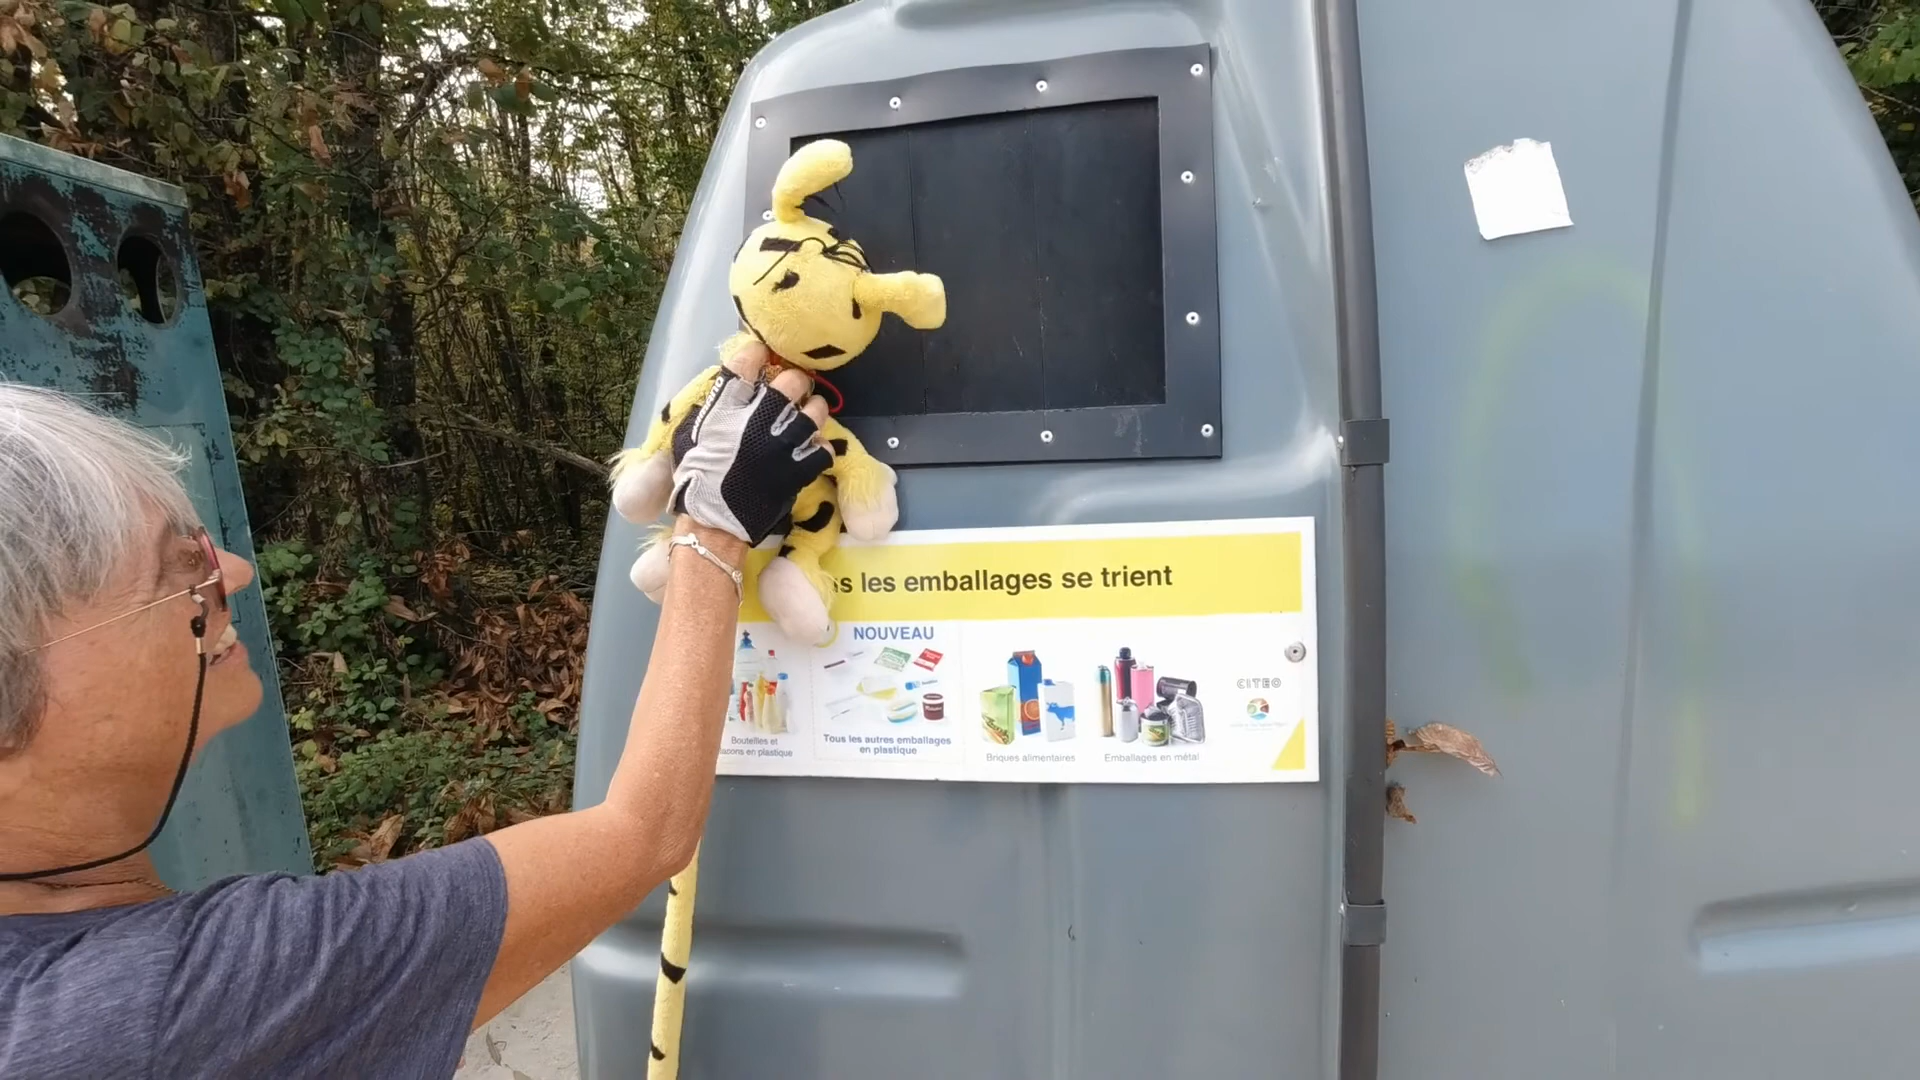 s les emballages se trient
NOUVEAU
Bouteilles et
acons en plastique
Tous les autres emballages
en plastique
Briques alimentaires
Emballages en métal
CITEO